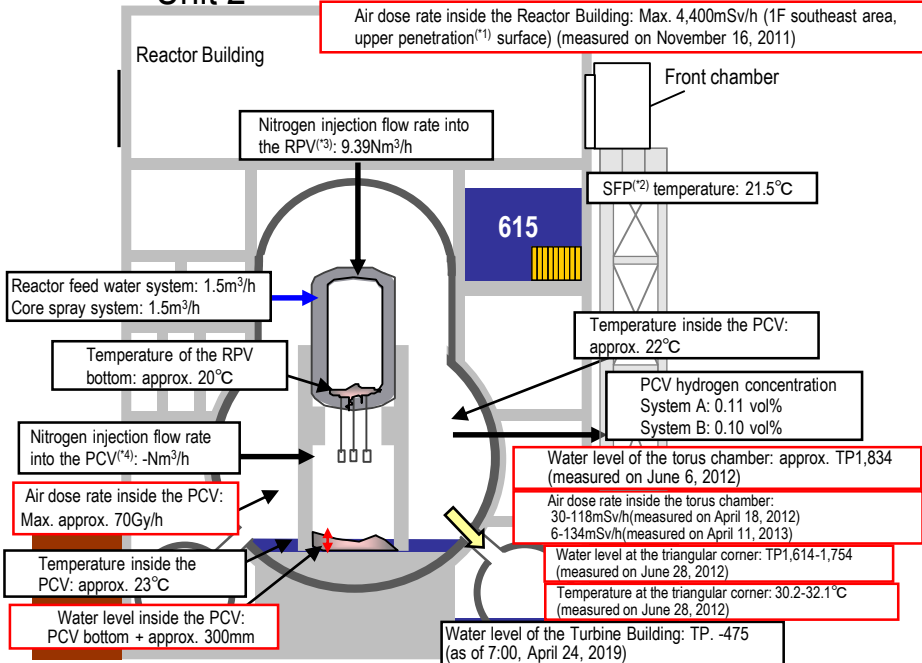 Unit 2
Air dose rate inside the Reactor Building: Max. 4,400mSv/h (1F southeast area,
upper penetration(*1) surface) (measured on November 16, 2011)
Reactor Building
Front chamber
Nitrogen injection flow rate into
the RPV(*3): 9.39Nm3/h
SFP(*2) temperature: 21.5°C
615
Reactor feed water system: 1.5m3/h
Core spray system: 1.5m3/h
Temperature inside the PCV:
approx. 22°C
Temperature of the RPV
bottom: approx. 20°C
PCV hydrogen concentration
System A: 0.11 vol%
System B: 0.10 vol%
Nitrogen injection flow rate
into the PCV(*4): -Nm3/h
Water level of the torus chamber: approx. TP1,834
(measured on June 6, 2012)
Air dose rate inside the PCV:
Max. approx. 70Gy/h
Air dose rate inside the torus chamber:
30-118mSv/h(measured on April 18, 2012)
6-134mSv/h(measured on April 11, 2013)
Temperature inside the
PCV: approx. 23°C
Water level at the triangular corner: TP1,614-1,754
(measured on June 28, 2012)
Temperature at the triangular corner: 30.2-32.1°C
(measured on June 28, 2012)
Water level inside the PCV:
PCV bottom + approx. 300mm
Water level of the Turbine Building: TP. -475
(as of 7:00, April 24, 2019)